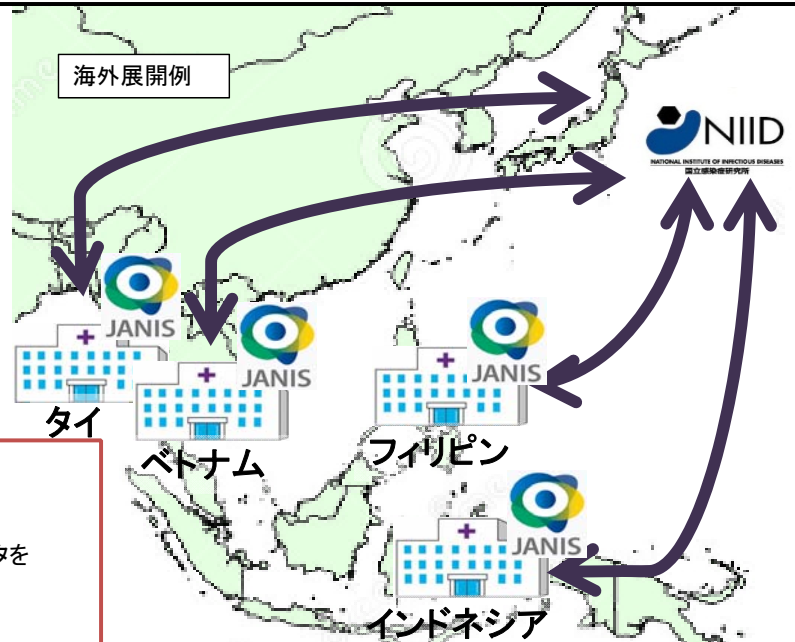 海外展開例
NIID
NATIONAL INSTITUTE OF INFECTIOUS DISEASES
国立感染症研究所
JANIS
JANIS
JANIS
タイ
ベトナム
フィリピン
タを
JANIS
インドネシア